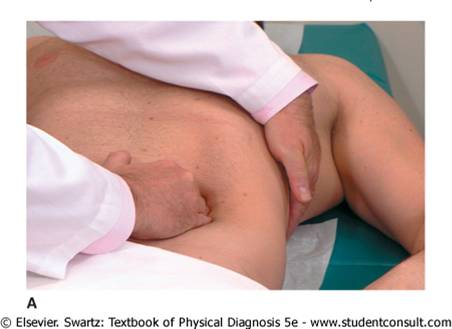 A
© Elsevier. Swartz: Textbook of Physical Diagnosis 5e - www.studentconsult.com